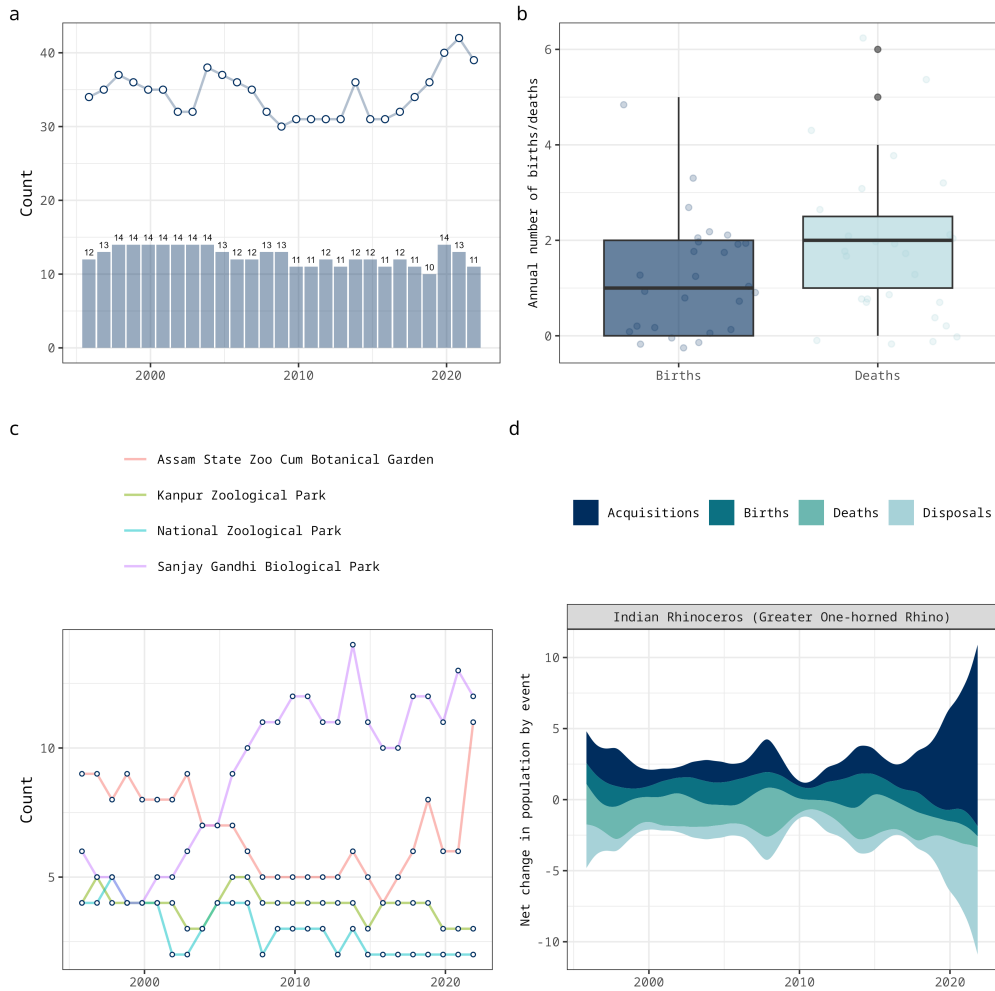 a
Count
40
30
20
10
0
12 13 14 14 14 14 14 14 14 13 12 12 13 13 11 11 12 11 12 12 11 12 11 10 14 13 11
2000 2010 2020
b
Annual number of births/deaths
6
4
2
0
Births Deaths
c
Assam State Zoo Cum Botanical Garden
Kanpur Zoological Park
National Zoological Park
Sanjay Gandhi Biological Park
Count
10
5
2000 2010 2020
d
Acquisitions Births Deaths Disposals
Indian Rhinoceros (Greater One-horned Rhino)
Net change in population by event
10
5
0
-5
-10
2000 2010 2020